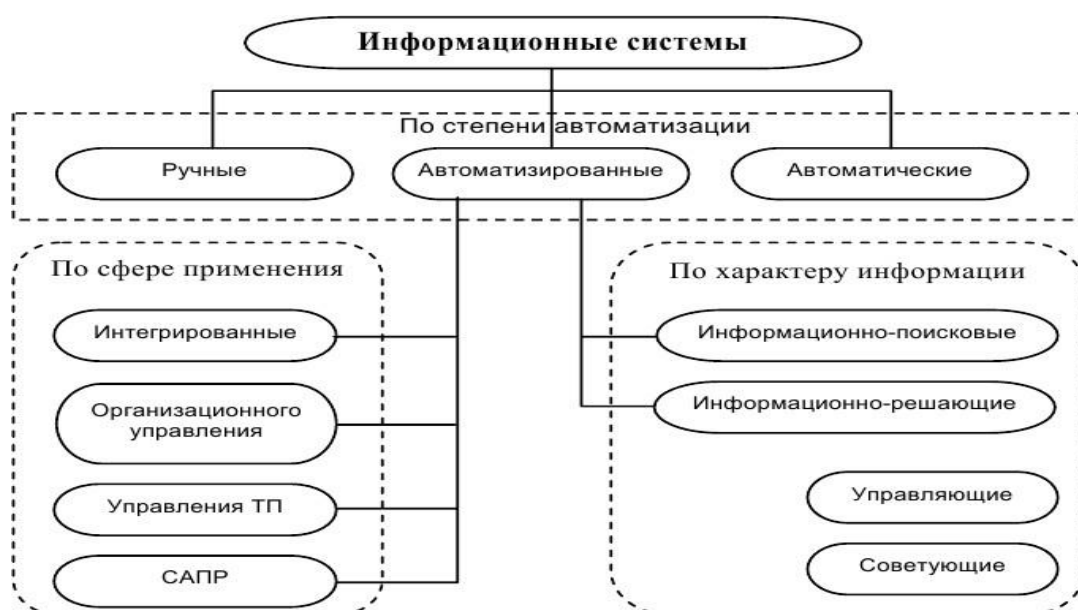 Информационные системы
По степени автоматизации
Ручные
Автоматизированные
Автоматические
По сфере применения
Интегрированные
Организационного
управления
Управления ТП
САПР
По характеру информации
Информационно-поисковые
Информационно-решающие
Управляющие
Советующие